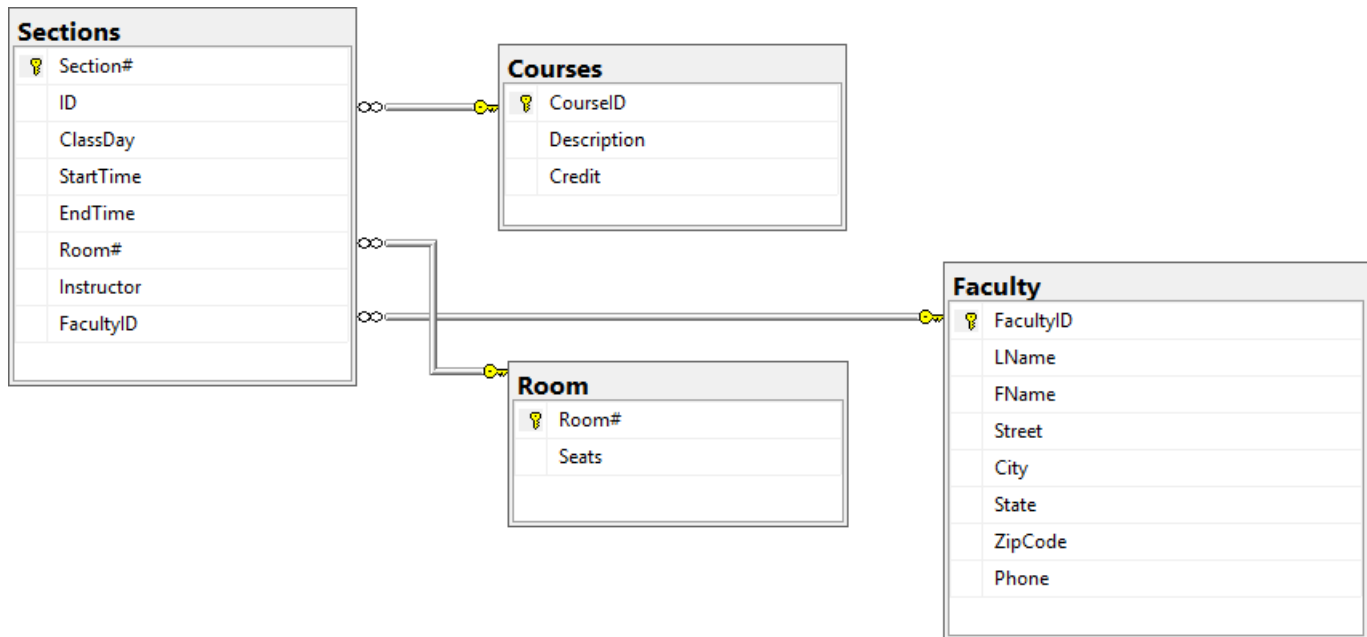 Sections
Section#
ID
ClassDay
StartTime
EndTime
Room#
Instructor
FacultyID
Courses
CourseID
Description
Credit
Room
Room#
Seats
Faculty
FacultyID
LName
FName
Street
City
State
ZipCode
Phone